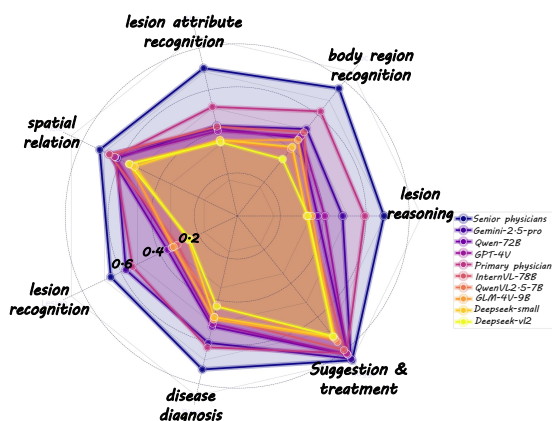 lesion attribute
recognition
body region
recognition
spatial
relation
lesion
reasoning
0.2
0.4
0.6
lesion
recognition
Suggestion &
treatment
disease
diagnosis
Senior physicians
Gemini-2.5-pro
Qwen-72B
GPT-4V
Primary physician
InternVL-78B
QwenVL2.5-7B
GLM-4V-9B
Deepseek-small
Deepseek-vl2